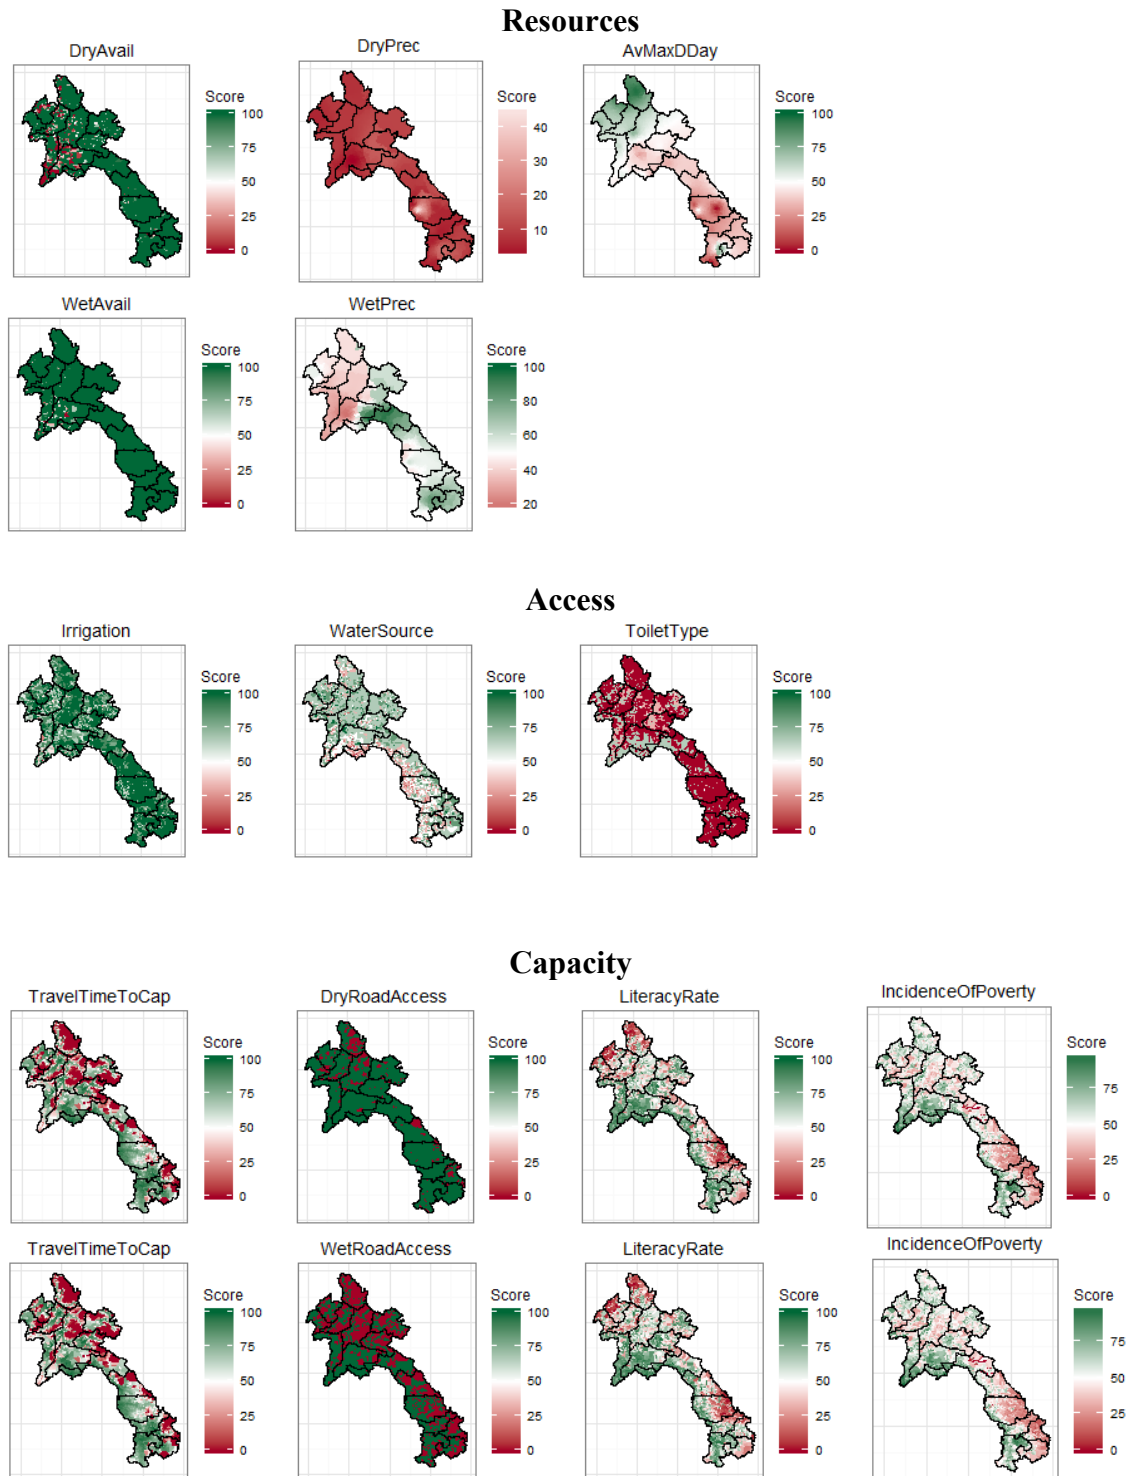 Resources
DryAvail
Score
100
75
50
25
0
DryPrec
Score
40
30
20
10
AvMaxDDay
Score
100
75
50
25
0
WetAvail
Score
100
75
50
25
0
WetPrec
Score
100
80
60
40
20
Access
Irrigation
Score
100
75
50
25
0
WaterSource
Score
100
75
50
25
0
ToiletType
Score
100
75
50
25
0
Capacity
TravelTimeToCap
Score
100
75
50
25
0
DryRoadAccess
Score
100
75
50
25
0
LiteracyRate
Score
100
75
50
25
0
IncidenceOfPoverty
Score
75
50
25
0
TravelTimeToCap
Score
100
75
50
25
0
WetRoadAccess
Score
100
75
50
25
0
LiteracyRate
Score
100
75
50
25
0
IncidenceOfPoverty
Score
75
50
25
0